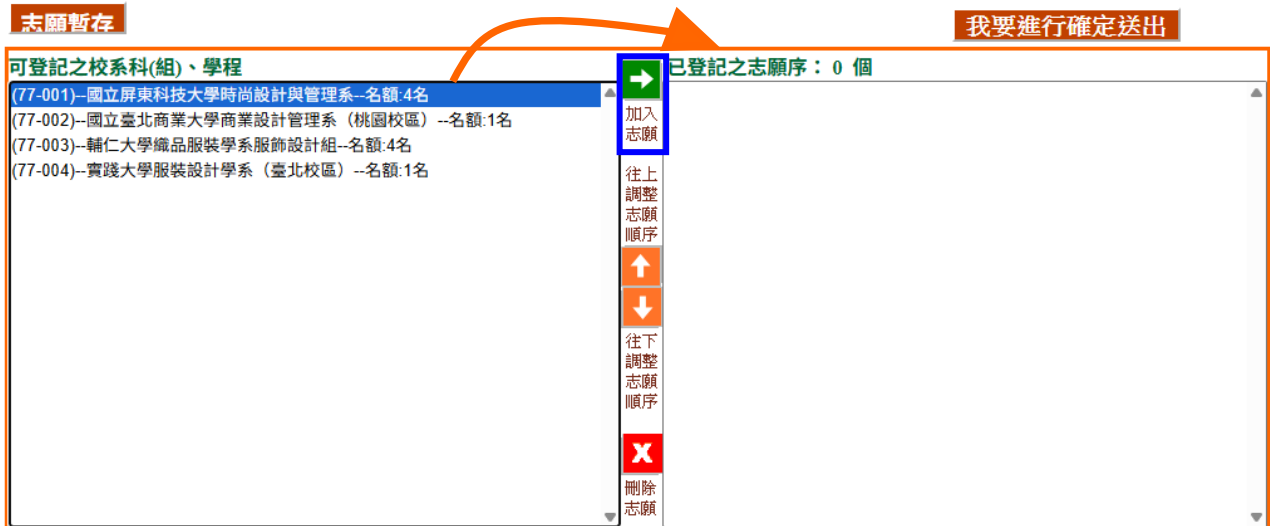 志願暫存
我要進行確定送出
可登記之校系科(組)、學程
(77-001)--國立屏東科技大學時尚設計與管理系--名額:4名
(77-002)--國立臺北商業大學商業設計管理系（桃園校區）--名額:1名
(77-003)--輔仁大學織品服裝學系服飾設計組--名額:4名
(77-004)--實踐大學服裝設計學系（臺北校區）--名額:1名
加入
志願
往上
調整
志願
順序
往下
調整
志願
順序
X
刪除
志願
已登記之志願序： 0 個